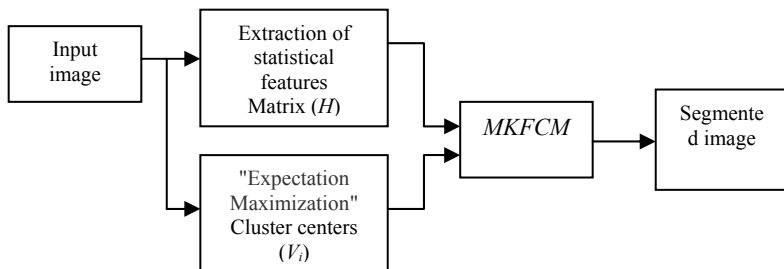 Input
image
Extraction of
statistical
features
Matrix (H)
"Expectation
Maximization"
Cluster centers
(Vi)
MKFCM
Segmente
d image